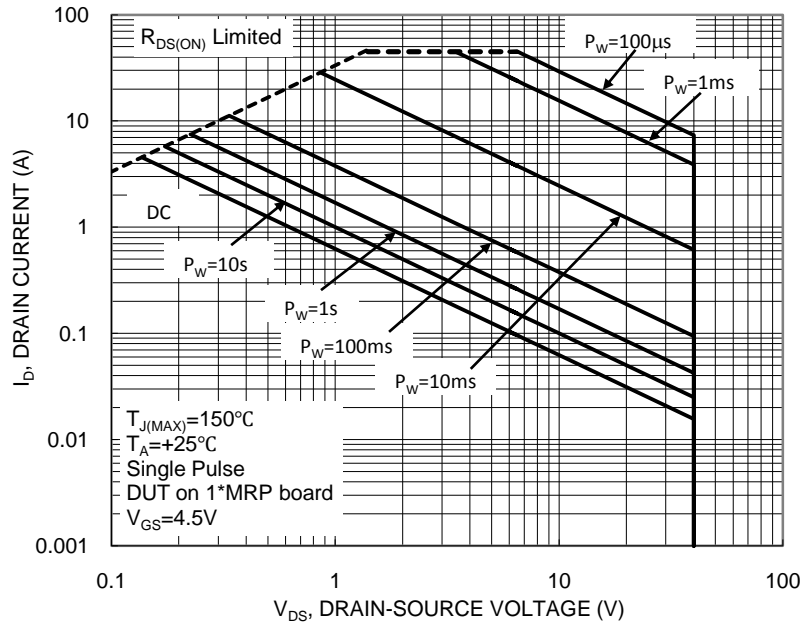 100
R_DS(ON) Limited
P_W=100μs
P_W=1ms
10
DC
1
P_W=10s
P_W=1s
P_W=100ms
P_W=10ms
0.1
T_J(MAX)=150℃
T_A=+25℃
Single Pulse
DUT on 1*MRP board
V_GS=4.5V
0.01
0.001
0.1 1 10 100
V_DS, DRAIN-SOURCE VOLTAGE (V)
I_D, DRAIN CURRENT (A)